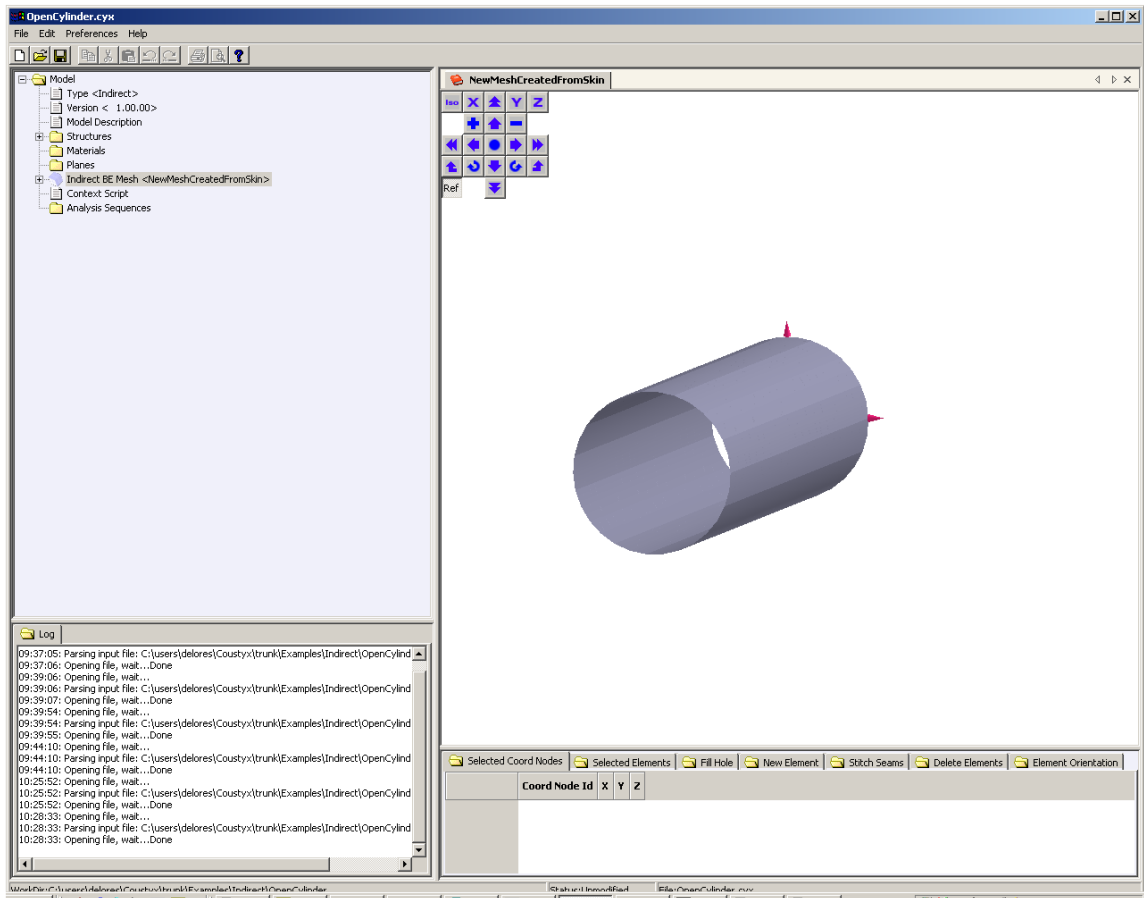 OpenCylinder.cyx
File Edit Preferences Help
Model
Type <Indirect>
Version < 1.00.00>
Model Description
Structures
Materials
Planes
Indirect BE Mesh <NewMeshCreatedFromSkin>
Context Script
Analysis Sequences
NewMeshCreatedFromSkin
Iso X Y Z
Ref
Log
09:37:05: Parsing input file: C:\users\delores\Coustyx\trunk\Examples\Indirect\OpenCylind
09:37:06: Opening file, wait...Done
09:39:06: Opening file, wait...
09:39:06: Parsing input file: C:\users\delores\Coustyx\trunk\Examples\Indirect\OpenCylind
09:39:07: Opening file, wait...Done
09:39:54: Opening file, wait...
09:39:54: Parsing input file: C:\users\delores\Coustyx\trunk\Examples\Indirect\OpenCylind
09:39:55: Opening file, wait...Done
09:44:10: Opening file, wait...
09:44:10: Parsing input file: C:\users\delores\Coustyx\trunk\Examples\Indirect\OpenCylind
09:44:10: Opening file, wait...Done
10:25:52: Opening file, wait...
10:25:52: Parsing input file: C:\users\delores\Coustyx\trunk\Examples\Indirect\OpenCylind
10:25:52: Opening file, wait...Done
10:28:33: Opening file, wait...
10:28:33: Parsing input file: C:\users\delores\Coustyx\trunk\Examples\Indirect\OpenCylind
10:28:33: Opening file, wait...Done
Selected Coord Nodes Selected Elements Fill Hole New Element Stitch Seams Delete Elements Element Orientation
Coord Node Id X Y Z
WorkDir:C:\users\delores\Coustyx\trunk\Examples\Indirect\OpenCylinder Status:Unmodified File:OpenCylinder.cyx